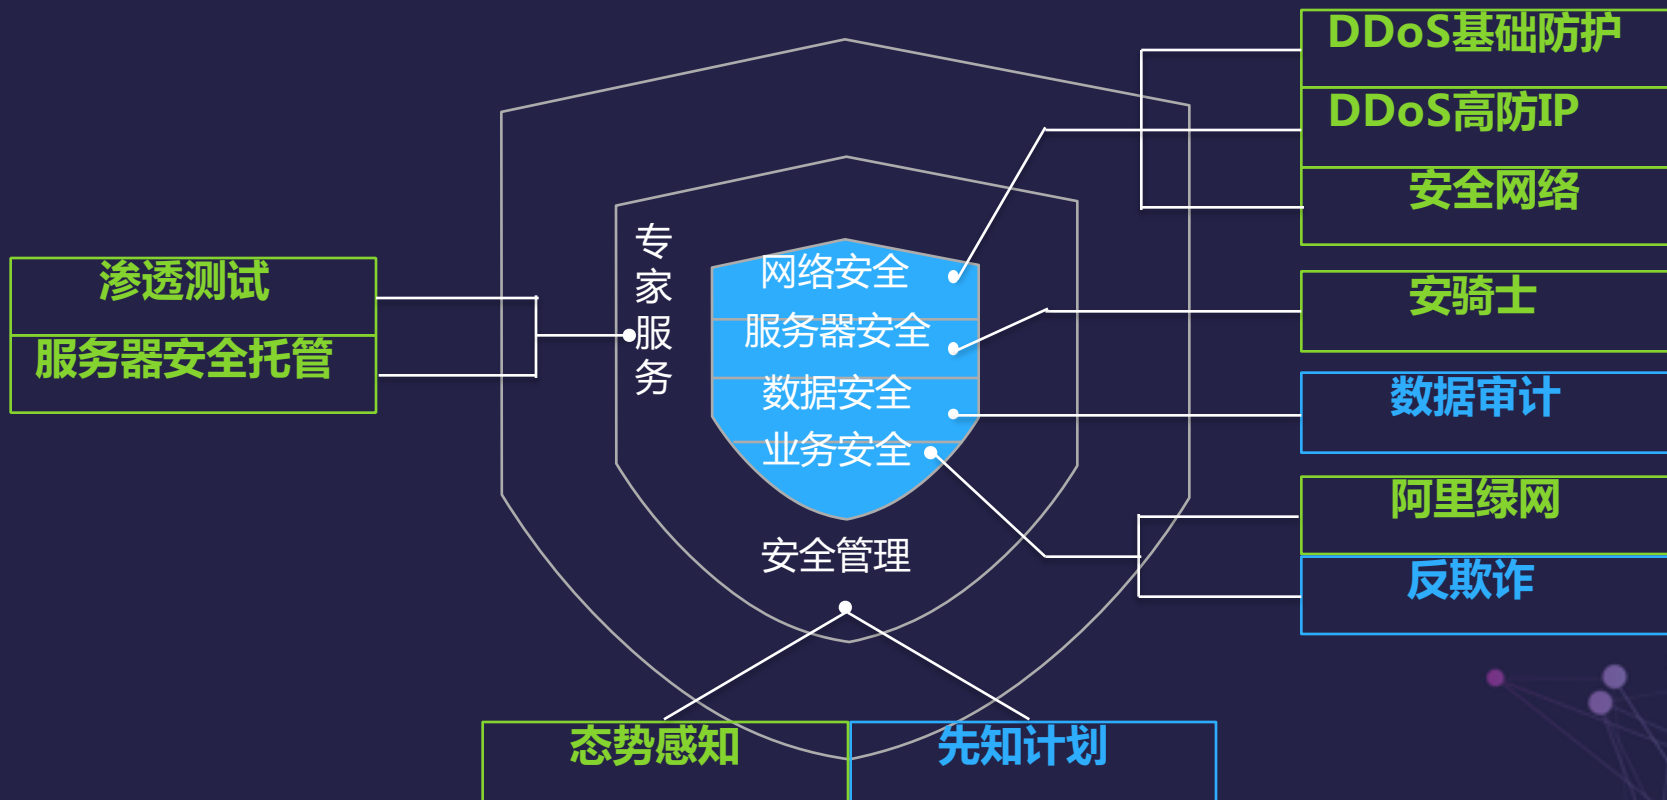 DDoS基础防护
DDoS高防IP
安全网络
安骑士
数据审计
阿里绿网
反欺诈
渗透测试
服务器安全托管
专家服务
网络安全
服务器安全
数据安全
业务安全
安全管理
态势感知
先知计划